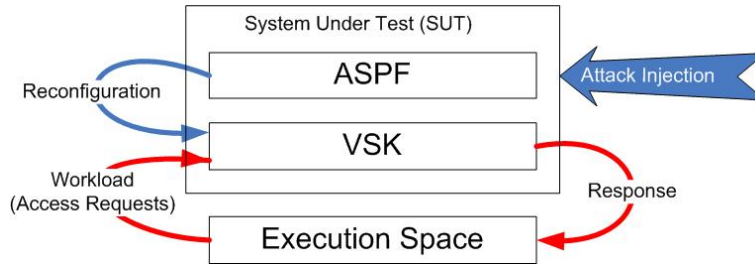 System Under Test (SUT)
ASPF
Attack Injection
Reconfiguration
VSK
Workload
(Access Requests)
Response
Execution Space